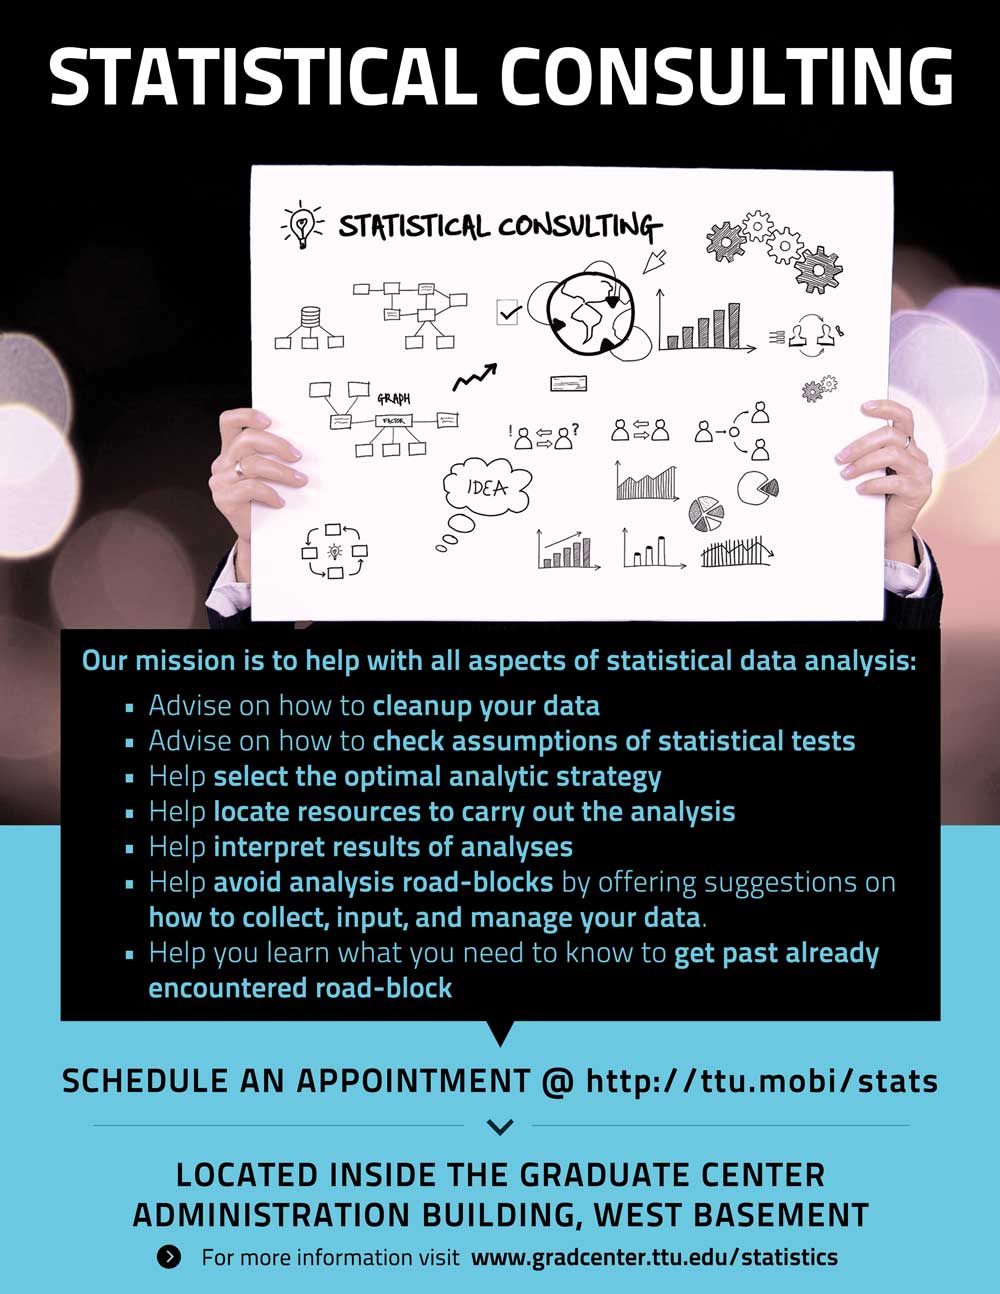 STATISTICAL CONSULTING
STATISTICAL CONSULTING
GRAPH
FACTOR
! ?
IDEA
Our mission is to help with all aspects of statistical data analysis:
▪ Advise on how to cleanup your data
▪ Advise on how to check assumptions of statistical tests
▪ Help select the optimal analytic strategy
▪ Help locate resources to carry out the analysis
▪ Help interpret results of analyses
▪ Help avoid analysis road-blocks by offering suggestions on
how to collect, input, and manage your data.
▪ Help you learn what you need to know to get past already
encountered road-block
SCHEDULE AN APPOINTMENT @ http://ttu.mobi/stats
LOCATED INSIDE THE GRADUATE CENTER
ADMINISTRATION BUILDING, WEST BASEMENT
For more information visit www.gradcenter.ttu.edu/statistics